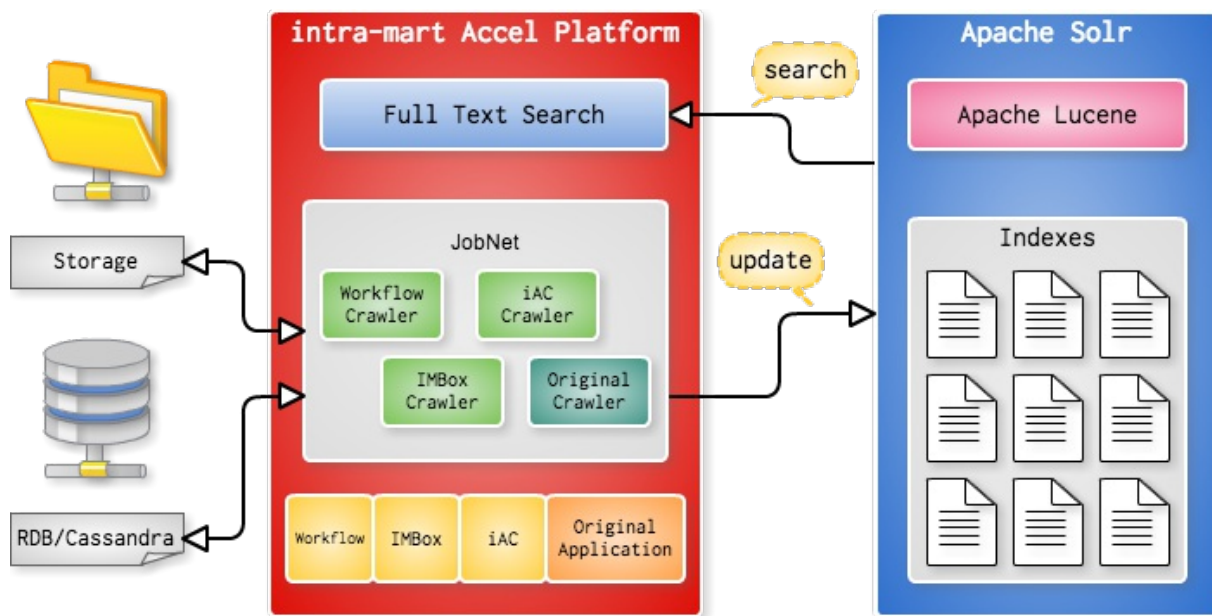 intra-mart Accel Platform
Apache Solr
search
Full Text Search
Apache Lucene
Storage
JobNet
Workflow
Crawler
iAC
Crawler
IMBox
Crawler
Original
Crawler
update
Indexes
RDB/Cassandra
Workflow
IMBox
iAC
Original
Application